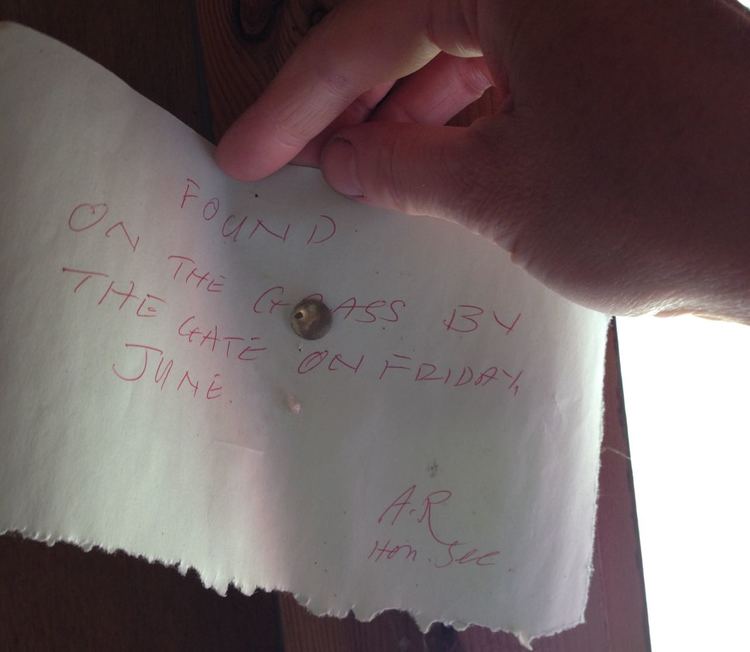 FOUND
ON THE GRASS BY
THE GATE ON FRIDAY,
JUNE.
A.R
Hon. Sec